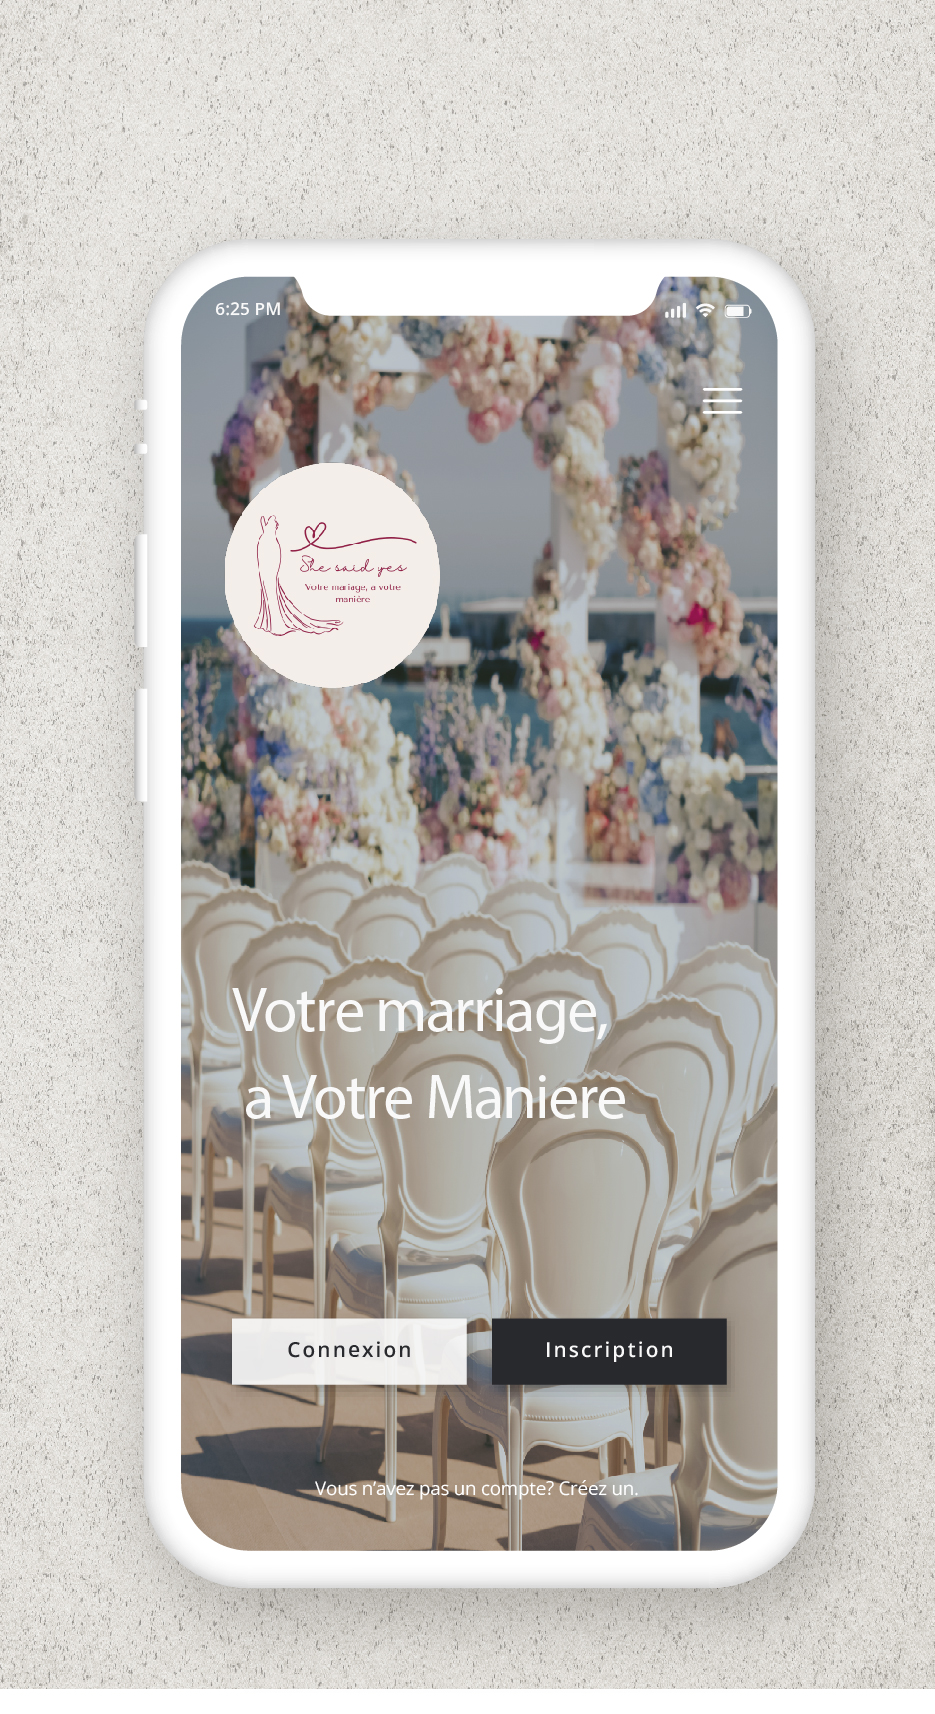 6:25 PM
She said yes
Votre mariage, a votre
manière
Votre marriage,
a Votre Maniere
Connexion
Inscription
Vous n'avez pas un compte? Créez un.